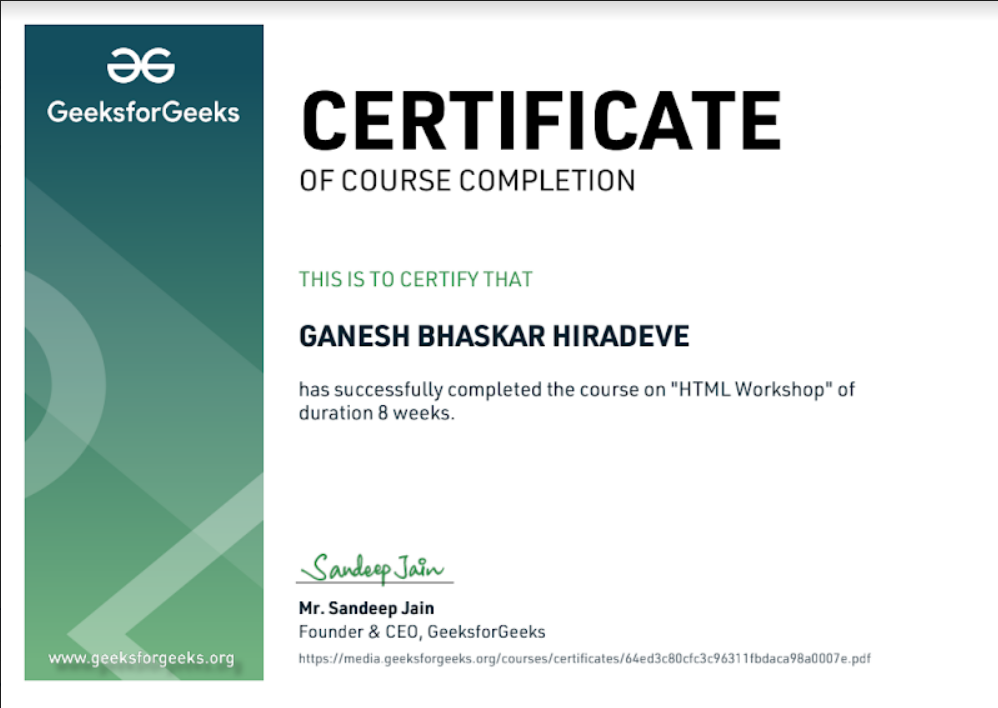 GeeksforGeeks
CERTIFICATE
OF COURSE COMPLETION
THIS IS TO CERTIFY THAT
GANESH BHASKAR HIRADEVE
has successfully completed the course on "HTML Workshop" of
duration 8 weeks.
Sandeep Jain
Mr. Sandeep Jain
Founder & CEO, GeeksforGeeks
https://media.geeksforgeeks.org/courses/certificates/64ed3c80cfc3c96311fbdaca98a0007e.pdf
www.geeksforgeeks.org